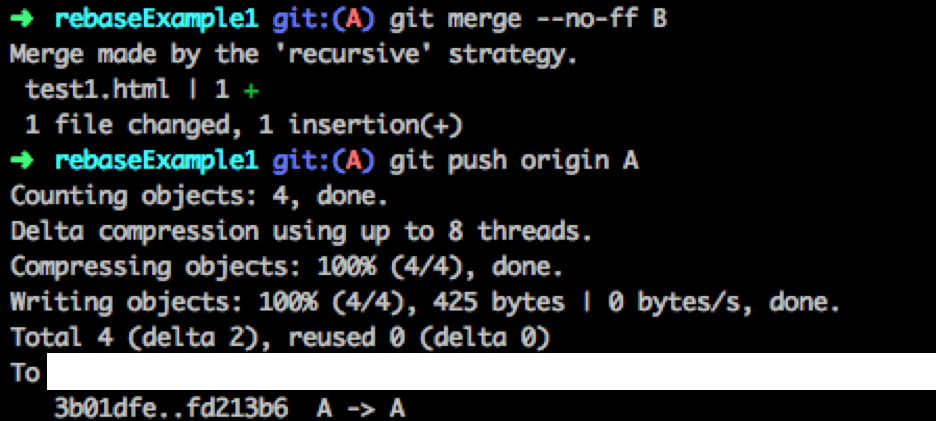 ➜ rebaseExample1 git:(A) git merge --no-ff B
Merge made by the 'recursive' strategy.
 test1.html | 1 +
 1 file changed, 1 insertion(+)
➜ rebaseExample1 git:(A) git push origin A
Counting objects: 4, done.
Delta compression using up to 8 threads.
Compressing objects: 100% (4/4), done.
Writing objects: 100% (4/4), 425 bytes | 0 bytes/s, done.
Total 4 (delta 2), reused 0 (delta 0)
To
   3b01dfe..fd213b6  A -> A